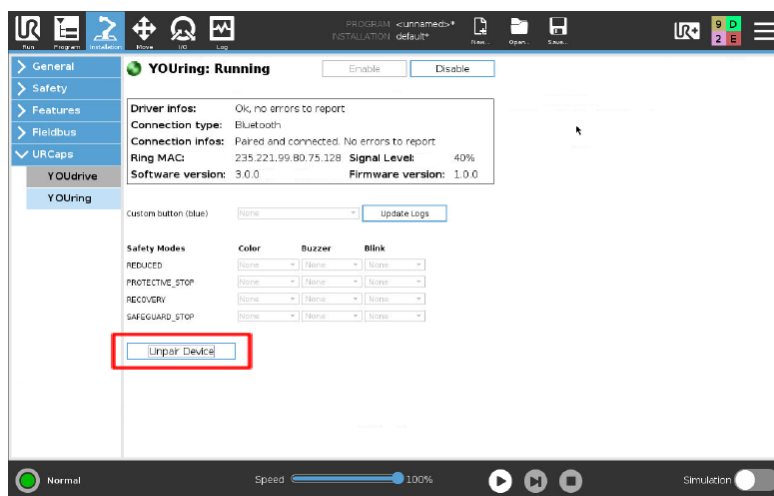 PROGRAM <unnamed>*
INSTALLATION default*
UR
Run Program Installation Move I/O Log New... Open... Save...
UR+
9 D
2 E
General
Safety
Features
Fieldbus
URCaps
YOUdrive
YOUring
YOUring: Running Enable Disable
Driver infos: Ok, no errors to report
Connection type: Bluetooth
Connection infos: Paired and connected. No errors to report
Ring MAC: 235.221.99.80.75.128 Signal Level: 40%
Software version: 3.0.0 Firmware version: 1.0.0
Custom button (blue) None Update Logs
Safety Modes Color Buzzer Blink
REDUCED None None None
PROTECTIVE_STOP None None None
RECOVERY None None None
SAFEGUARD_STOP None None None
Unpair Device
Normal Speed 100% Simulation